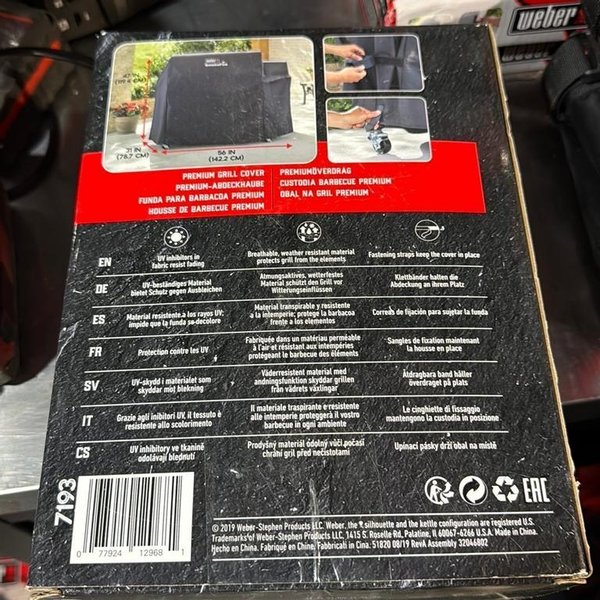 weber
47 IN
(119.4 CM)
31 IN
(78.7 CM)
56 IN
(142.2 CM)
PREMIUM GRILL COVER
PREMIUM-ABDECKHAUBE
FUNDA PARA BARBACOA PREMIUM
HOUSSE DE BARBECUE PREMIUM
PREMIUMÖVERDRAG
CUSTODIA BARBECUE PREMIUM
OBAL NA GRIL PREMIUM
EN
UV inhibitors in
fabric resist fading
Breathable, weather resistant material
protects grill from the elements
Fastening straps keep the cover in place
DE
UV-beständiges Material
bietet Schutz gegen Ausbleichen
Atmungsaktives, wetterfestes
Material schützt den Grill vor
Witterungseinflüssen
Klettbänder halten die
Abdeckung an ihrem Platz
ES
Material resistente a los rayos UV:
impide que la funda se decolore
Material transpirable y resistente
a la intemperie; protege la barbacoa
frente a los elementos
Correas de fijación para sujetar la funda
FR
Protection contre les UV
Fabriquée dans un matériau perméable
à l'air et résistant aux intempéries
protégeant le barbecue des éléments
Sangles de fixation maintenant
la housse en place
SV
UV-skydd i materialet som
skyddar mot blekning
Väderresistent material med
andningsfunktion skyddar grillen
från vädrets växlingar
Åtdragbara band håller
överdraget på plats
IT
Grazie agli inibitori UV, il tessuto è
resistente allo scolorimento
Il materiale traspirante e resistente
alle intemperie proteggerà il vostro
barbecue in ogni ambiente
Le cinghiette di fissaggio
mantengono la custodia in posizione
CS
UV inhibitory ve tkanině
odolávají blednutí
Prodyšný materiál odolný vůči počasí
chrání gril před nečistotami
Upínací pásky drží obal na místě
7193
0 77924 12968 1
EAC
© 2019 Weber-Stephen Products LLC. Weber, the silhouette and the kettle configuration are registered U.S.
Trademarks of Weber-Stephen Products LLC. 1415 S. Roselle Rd, Palatine, IL 60067-6266 U.S.A. Made in China.
Hecho en China. Fabriqué en Chine. Fabbricati in Cina. 51820 08/19 RevA Assembly 32046802